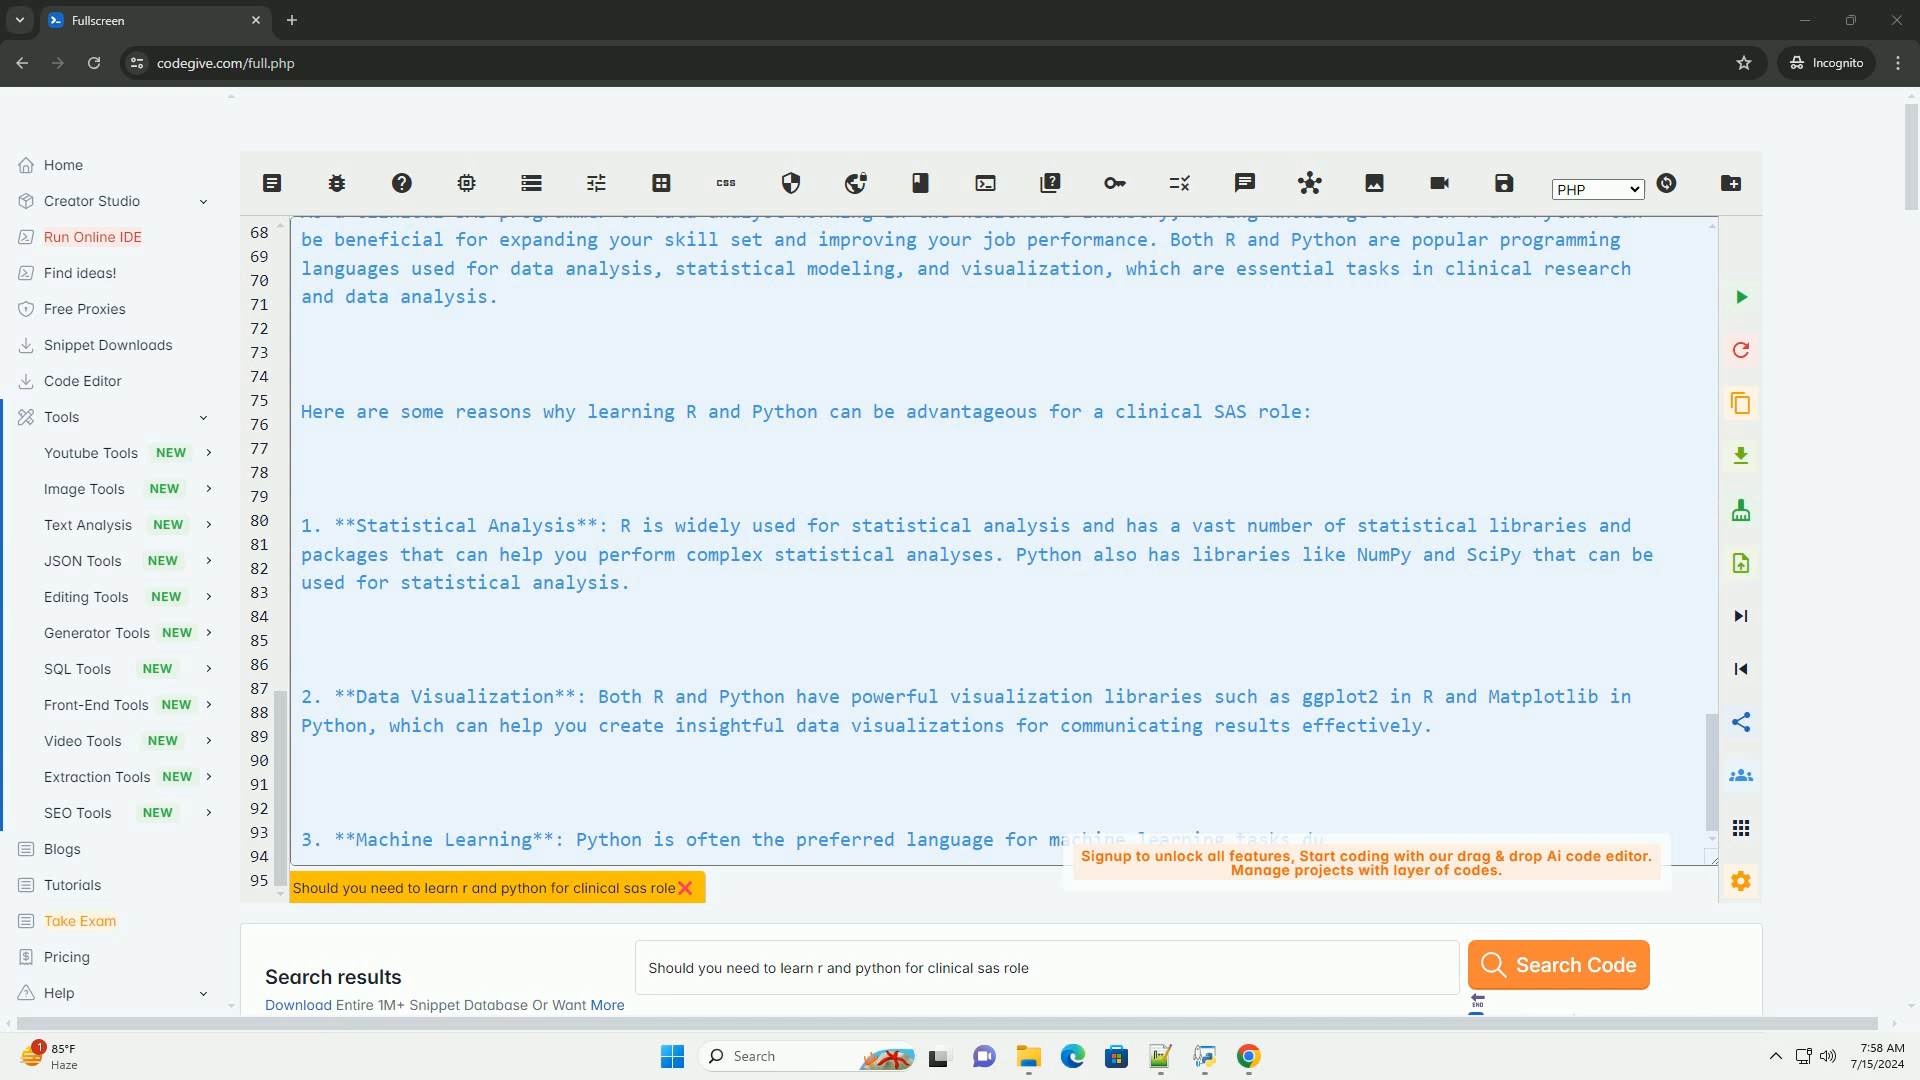 Fullscreen
codegive.com/full.php
Incognito
Home
Creator Studio
Run Online IDE
Find ideas!
Free Proxies
Snippet Downloads
Code Editor
Tools
Youtube Tools NEW
Image Tools NEW
Text Analysis NEW
JSON Tools NEW
Editing Tools NEW
Generator Tools NEW
SQL Tools NEW
Front-End Tools NEW
Video Tools NEW
Extraction Tools NEW
SEO Tools NEW
Blogs
Tutorials
Take Exam
Pricing
Help
css
PHP
68
69
70
71
72
73
74
75
76
77
78
79
80
81
82
83
84
85
86
87
88
89
90
91
92
93
94
95
be beneficial for expanding your skill set and improving your job performance. Both R and Python are popular programming
languages used for data analysis, statistical modeling, and visualization, which are essential tasks in clinical research
and data analysis.
Here are some reasons why learning R and Python can be advantageous for a clinical SAS role:
1. **Statistical Analysis**: R is widely used for statistical analysis and has a vast number of statistical libraries and
packages that can help you perform complex statistical analyses. Python also has libraries like NumPy and SciPy that can be
used for statistical analysis.
2. **Data Visualization**: Both R and Python have powerful visualization libraries such as ggplot2 in R and Matplotlib in
Python, which can help you create insightful data visualizations for communicating results effectively.
3. **Machine Learning**: Python is often the preferred language for machine learning tasks du
Signup to unlock all features, Start coding with our drag & drop Ai code editor.
Manage projects with layer of codes.
Should you need to learn r and python for clinical sas role
Search results
Download Entire 1M+ Snippet Database Or Want More
Should you need to learn r and python for clinical sas role
Search Code
END
1
85°F
Haze
Search
7:58 AM
7/15/2024